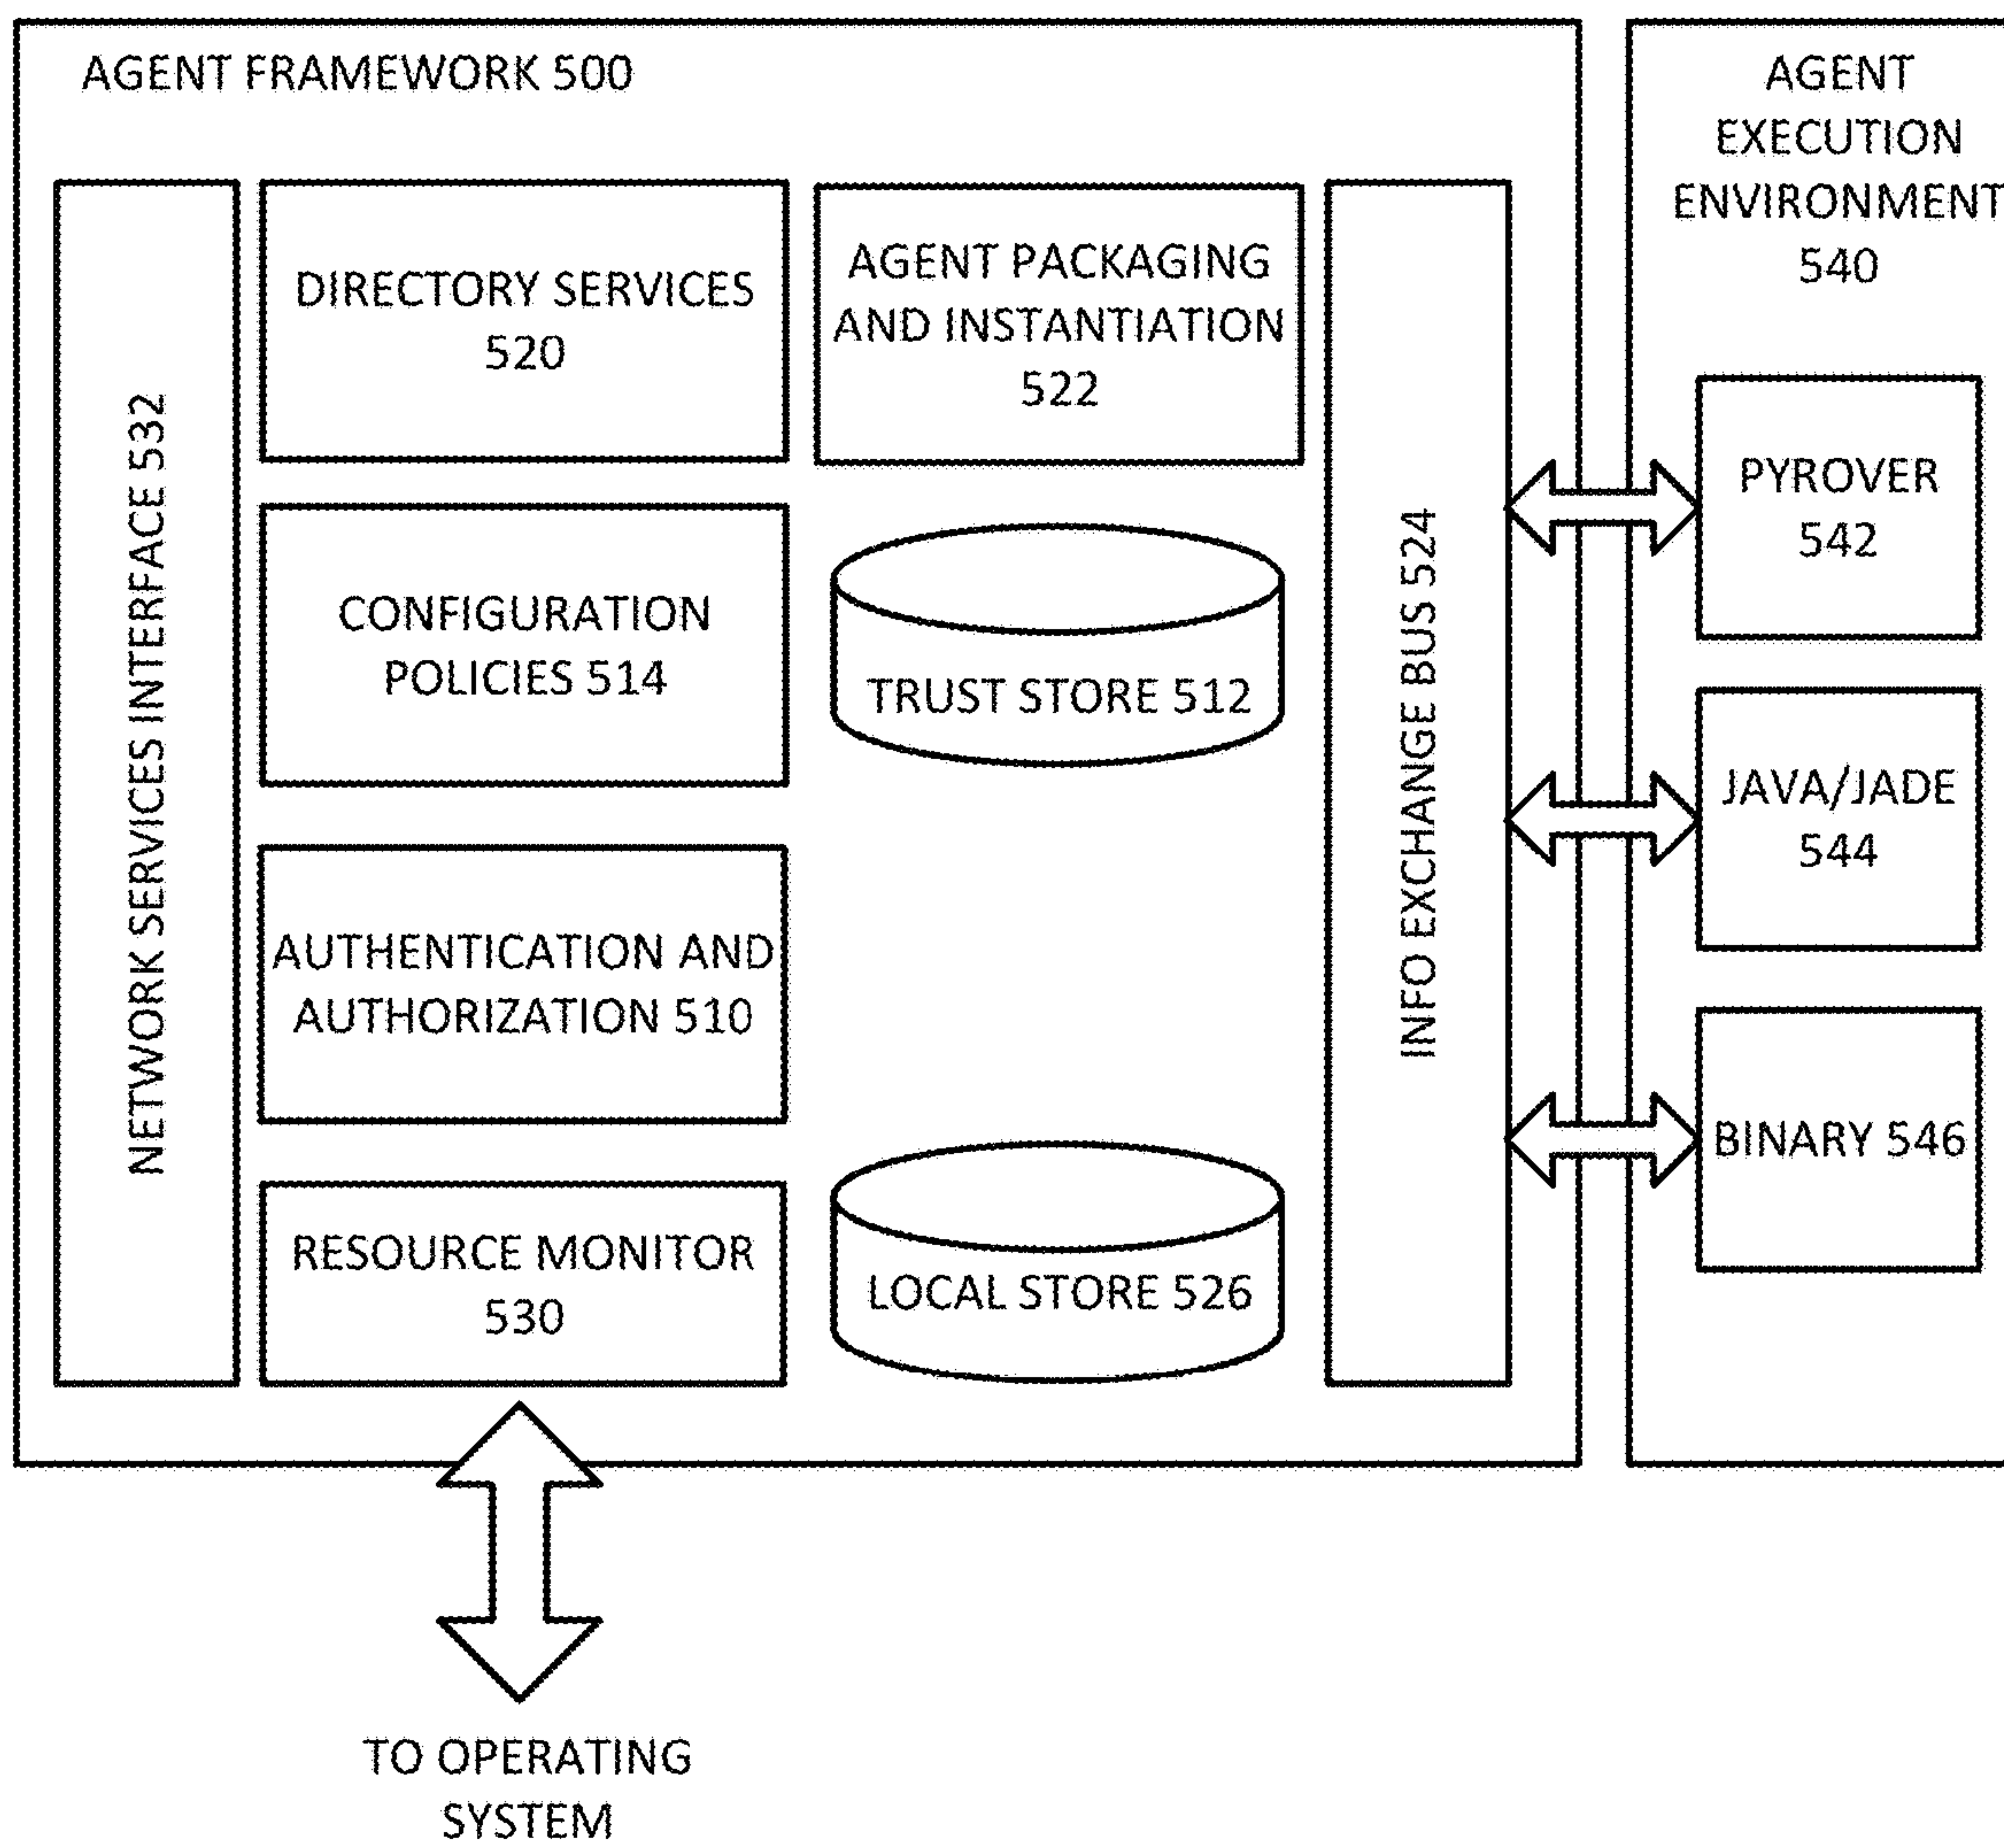 AGENT FRAMEWORK 500
NETWORK SERVICES INTERFACE 532
DIRECTORY SERVICES
520
AGENT PACKAGING
AND INSTANTIATION
522
CONFIGURATION
POLICIES 514
TRUST STORE 512
AUTHENTICATION AND
AUTHORIZATION 510
RESOURCE MONITOR
530
LOCAL STORE 526
INFO EXCHANGE BUS 524
AGENT
EXECUTION
ENVIRONMENT
540
PYROVER
542
JAVA/JADE
544
BINARY 546
TO OPERATING
SYSTEM